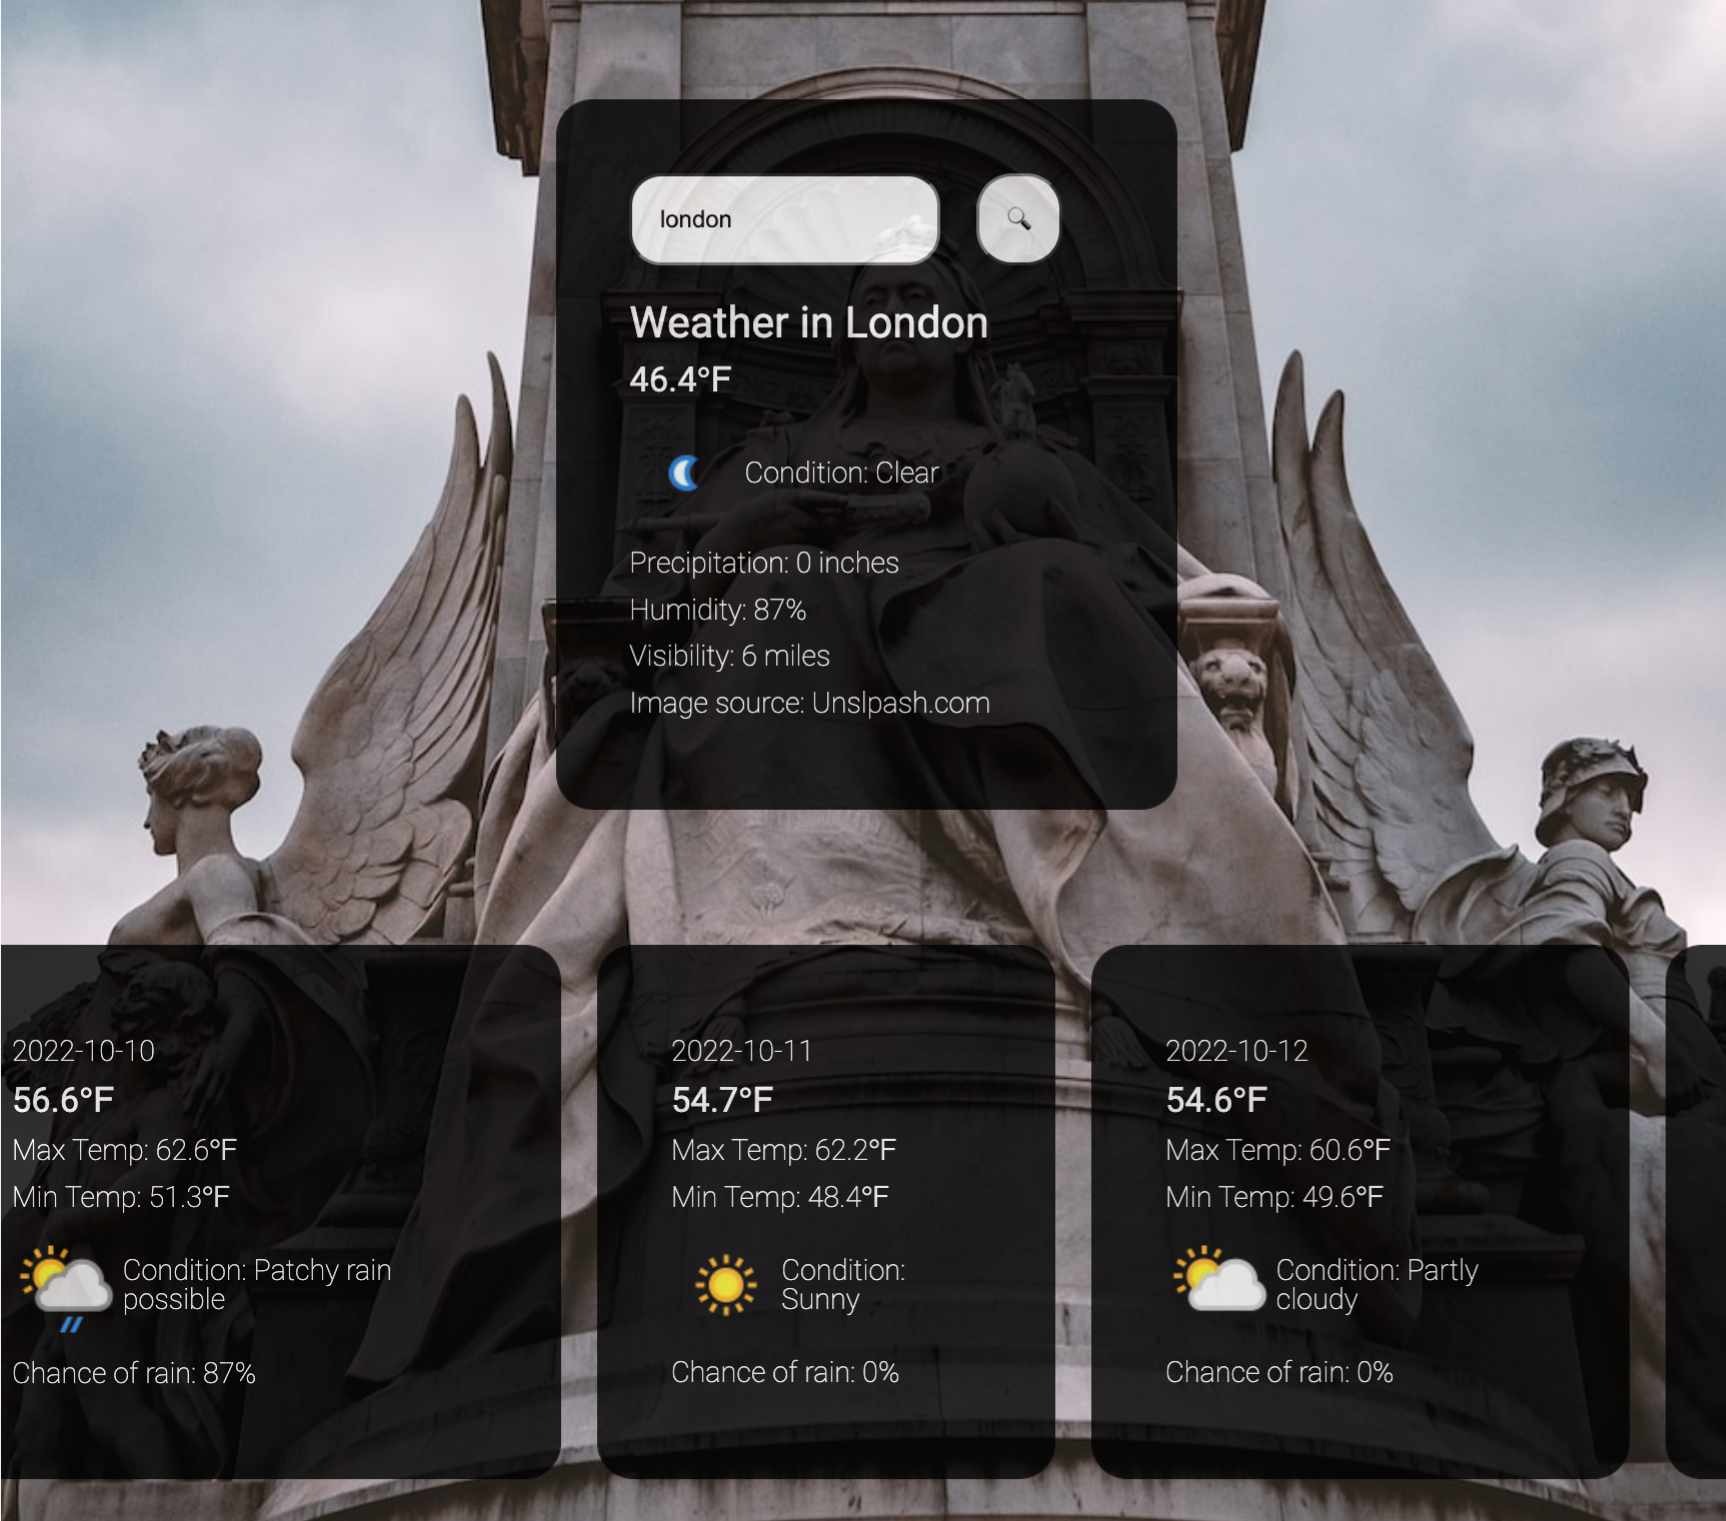 london
Weather in London
46.4°F
Condition: Clear
Precipitation: 0 inches
Humidity: 87%
Visibility: 6 miles
Image source: Unslpash.com
2022-10-10
56.6°F
Max Temp: 62.6°F
Min Temp: 51.3°F
Condition: Patchy rain
possible
Chance of rain: 87%
2022-10-11
54.7°F
Max Temp: 62.2°F
Min Temp: 48.4°F
Condition:
Sunny
Chance of rain: 0%
2022-10-12
54.6°F
Max Temp: 60.6°F
Min Temp: 49.6°F
Condition: Partly
cloudy
Chance of rain: 0%